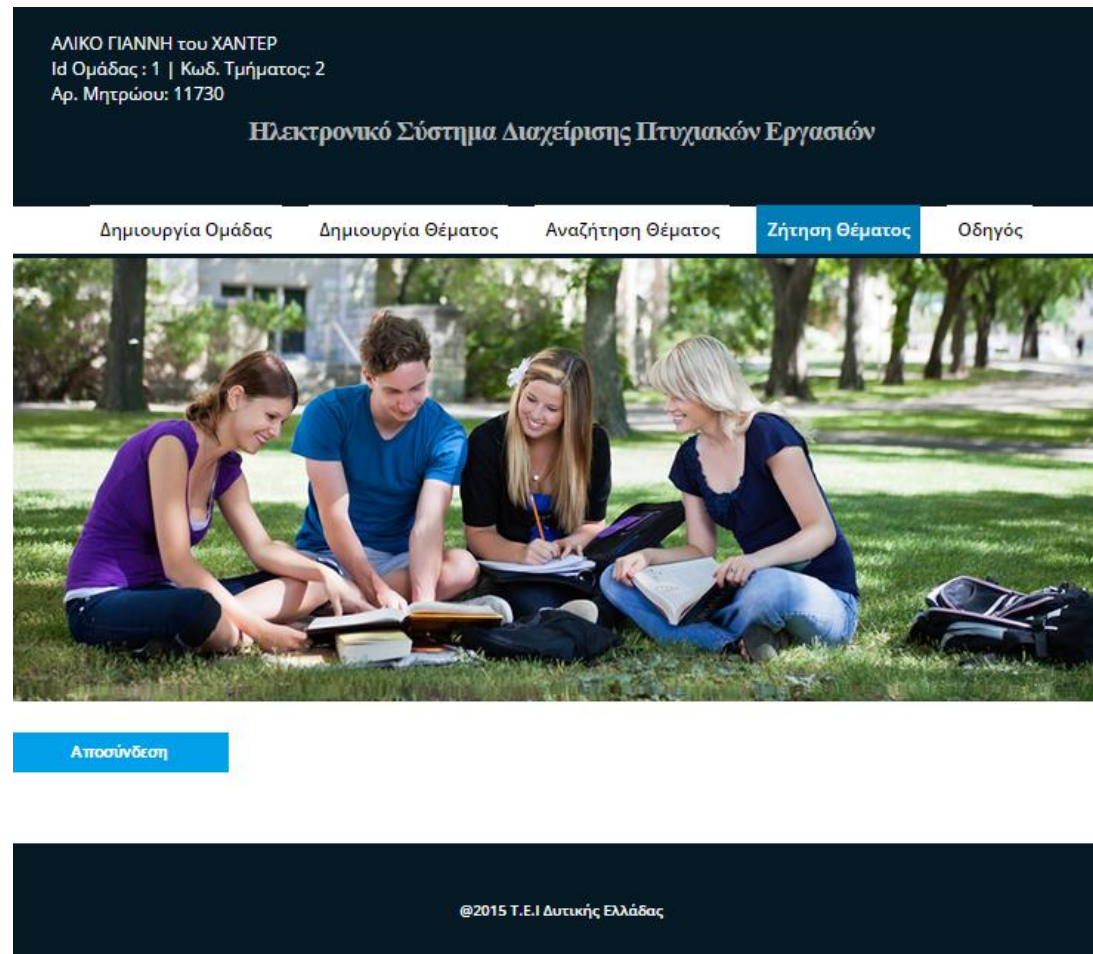 ΑΛΙΚΟ ΓΙΑΝΝΗ του ΧΑΝΤΕΡ
Id Ομάδας : 1 | Κωδ. Τμήματος: 2
Αρ. Μητρώου: 11730
Ηλεκτρονικό Σύστημα Διαχείρισης Πτυχιακών Εργασιών
Δημιουργία Ομάδας Δημιουργία Θέματος Αναζήτηση Θέματος Ζήτηση Θέματος Οδηγός
Αποσύνδεση
@2015 Τ.Ε.Ι Δυτικής Ελλάδας